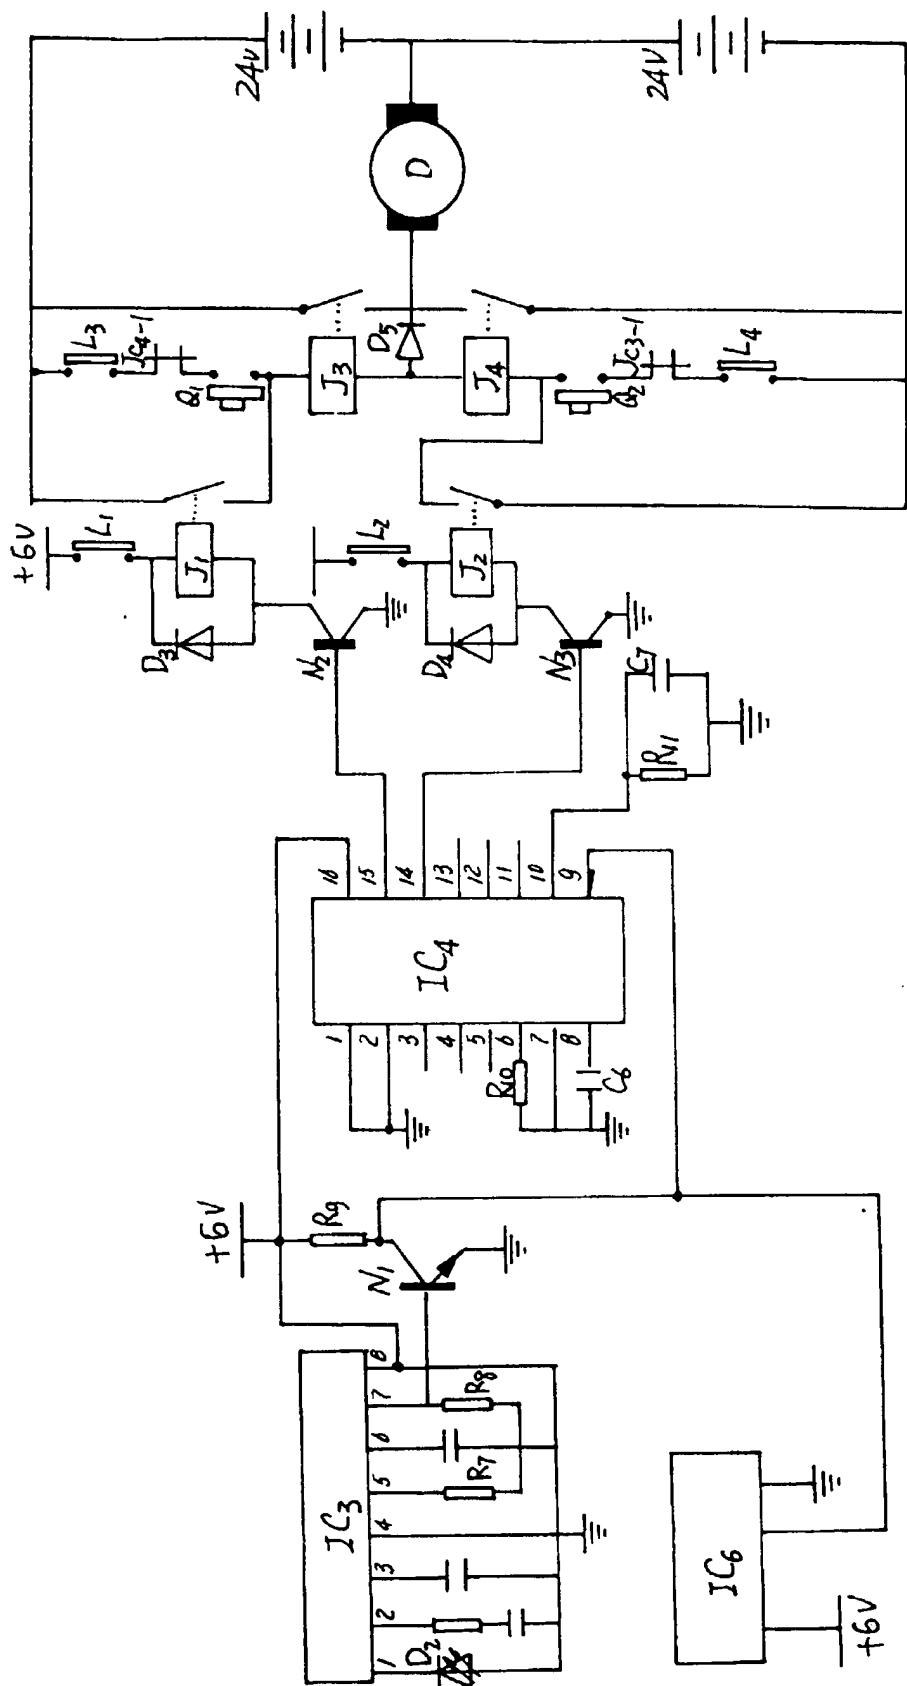 24V
24V
D
L3
JC4-1
Q1
J3
D5
J4
Q2
JC3-1
L4
+6V
L1
J1
D3
N2
L2
J2
D4
N3
C7
R11
16
15
14
13
12
11
10
9
IC4
1
2
3
4
5
6
7
8
R10
C6
+6V
R9
N1
8
7
6
5
4
3
2
1
R8
R7
D2
IC3
IC6
+6V